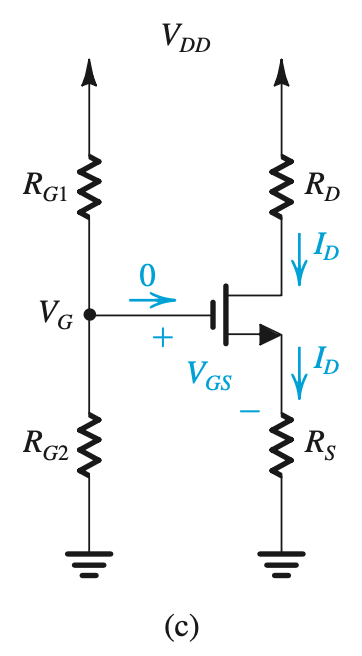 V_DD
R_G1
R_D
0
I_D
V_G
+
V_GS
I_D
−
R_G2
R_S
(c)